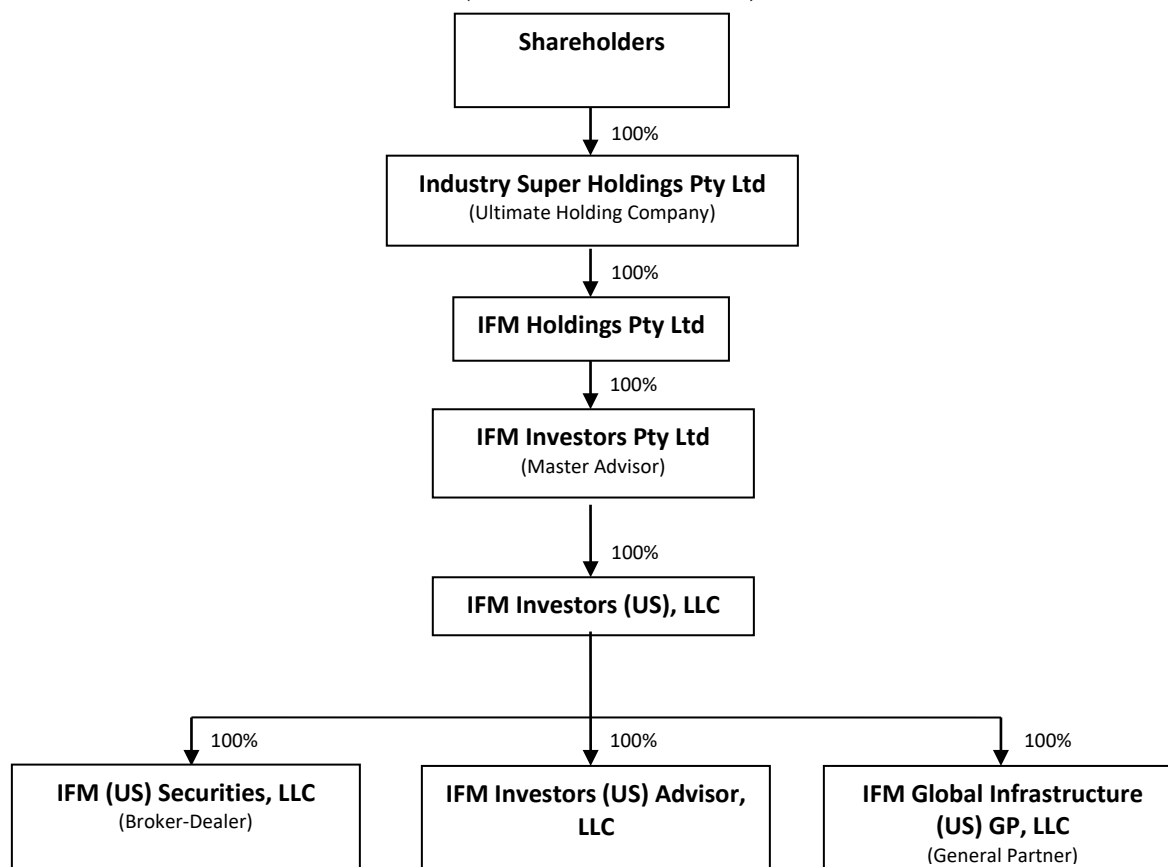 Shareholders
100%
Industry Super Holdings Pty Ltd
(Ultimate Holding Company)
100%
IFM Holdings Pty Ltd
100%
IFM Investors Pty Ltd
(Master Advisor)
100%
IFM Investors (US), LLC
100%
100%
100%
IFM (US) Securities, LLC
(Broker-Dealer)
IFM Investors (US) Advisor,
LLC
IFM Global Infrastructure
(US) GP, LLC
(General Partner)